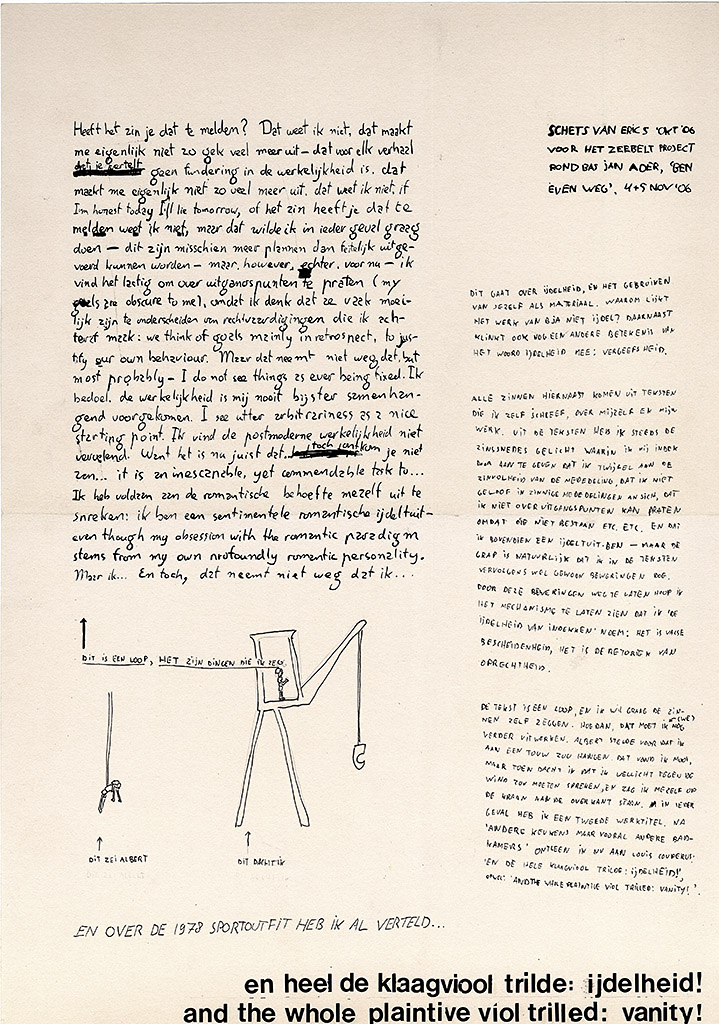 Heeft het zin je dat te melden? Dat weet ik niet, dat maakt
me eigenlijk niet zo gek veel meer uit – dat voor elk verhaal
dat je vertelt geen fundering in de werkelijkheid is, dat
maakt me eigenlijk niet zo veel meer uit, dat weet ik niet, if
I'm honest today I'll lie tomorrow, of het zin heeft je dat te
melden weet ik niet, maar dat wilde ik in ieder geval graag
doen – dit zijn misschien meer plannen dan feitelijk uitge-
voerd kunnen worden – maar, however, echter, voor nu – ik
vind het lastig om over uitgangspunten te praten (my
goals are obscure to me), omdat ik denk dat ze vaak moei-
lijk zijn te onderscheiden van rechtvaardigingen die ik ach-
teraf maak: we think of goals mainly in retrospect, to jus-
tify our own behaviour. Maar dat neemt niet weg dat, but
most probably – I do not see things as ever being fixed. Ik
bedoel, de werkelijkheid is mij nooit bijster samenhan-
gend voorgekomen. I see utter arbitrariness as a nice
starting point. Ik vind de postmoderne werkelijkheid niet
vervelend. Want het is nu juist dat toch aan kan je niet
zen... it is an inescapable, yet commendable task to...
Ik heb voldaan aan de romantische behoefte mezelf uit te
spreken: ik ben een sentimentele romantische ijdeltuit –
even though my obsession with the romantic paradigm
stems from my own profoundly romantic personality.
Maar ik... En toch, dat neemt niet weg dat ik...
SCHETS VAN ERIC S OKT '06
VOOR HET ZERBELT PROJECT
ROND BAS JAN ADER, 'BEN
EVEN WEG'. 4+5 NOV '06
DIT GAAT OVER IJDELHEID, EN HET GEBRUIKEN
VAN JEZELF ALS MATERIAAL. WAAROM LIJKT
HET WERK VAN BJA NIET IJDEL? DAARNAAST
KLINKT OOK NOG EEN ANDERE BETEKENIS VAN
HET WOORD IJDELHEID MEE: VERGEEFSHEID.
ALLE ZINNEN HIERNAAST KOMEN UIT TEKSTEN
DIE IK ZELF SCHREEF, OVER MIJZELF EN MIJN
WERK. UIT DE TEKSTEN HEB IK STEEDS DE
ZINSSNEDES GELICHT WAARIN IK MIJ INDEK
DOOR AAN TE GEVEN DAT IK TWIJFEL AAN DE
ZINVOLHEID VAN DE MEDEDELING, DAT IK NIET
GELOOF IN ZINNIGE MEDEDELINGEN AN SICH, DAT
IK NIET OVER UITGANGSPUNTEN KAN PRATEN
OMDAT DIE NIET BESTAAN ETC. ETC. EN DAT
IK BOVENDIEN EEN IJDELTUIT BEN – MAAR DE
GRAP IS NATUURLIJK DAT IK IN DE TEKSTEN
VERVOLGENS WEL GEWOON BEWERINGEN DOE.
DOOR DEZE BEWERINGEN WEG TE LATEN HOOP IK
HET MECHANISME TE LATEN ZIEN DAT IK 'DE
IJDELHEID VAN INDEKKEN' NOEM: HET IS VALSE
BESCHEIDENHEID, HET IS DE RETORIEK VAN
OPRECHTHEID.
DE TEKST IS EEN LOOP, EN IK WIL GRAAG DE ZIN-
NEN ZELF ZEGGEN. HOE DAN, DAT MOET IK NOG (WE)
VERDER UITWERKEN. ALBERT STELDE VOOR DAT IK
AAN EEN TOUW ZOU HANGEN. DAT VOND IK MOOI,
MAAR TOEN DACHT IK DAT IK WELLICHT TEGEN DE
WIND ZOU MOETEN SPREKEN, EN ZAG IK MEZELF OP
DE KRAAN AAN DE OVERKANT STAAN. IN IEDER
GEVAL HEB IK EEN TWEEDE WERKTITEL. NA
'ANDERE KEUKENS MAAR VOORAL ANDERE BAD-
KAMERS' ONTLEEN IK NU AAN LOUIS COUPERUS:
'EN DE HELE KLAAGVIOOL TRILDE: IJDELHEID!',
OFWEL: 'AND THE WHOLE PLAINTIVE VIOL TRILLED: VANITY!'.
DIT IS EEN LOOP, HET ZIJN DINGEN DIE IK ZEG
DIT ZEI ALBERT
DIT DACHT IK
EN OVER DE 1978 SPORTOUTFIT HEB IK AL VERTELD...
en heel de klaagviool trilde: ijdelheid!
and the whole plaintive viol trilled: vanity!